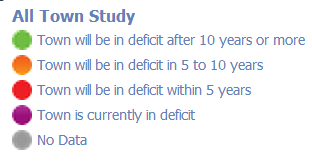 All Town Study
Town will be in deficit after 10 years or more
Town will be in deficit in 5 to 10 years
Town will be in deficit within 5 years
Town is currently in deficit
No Data